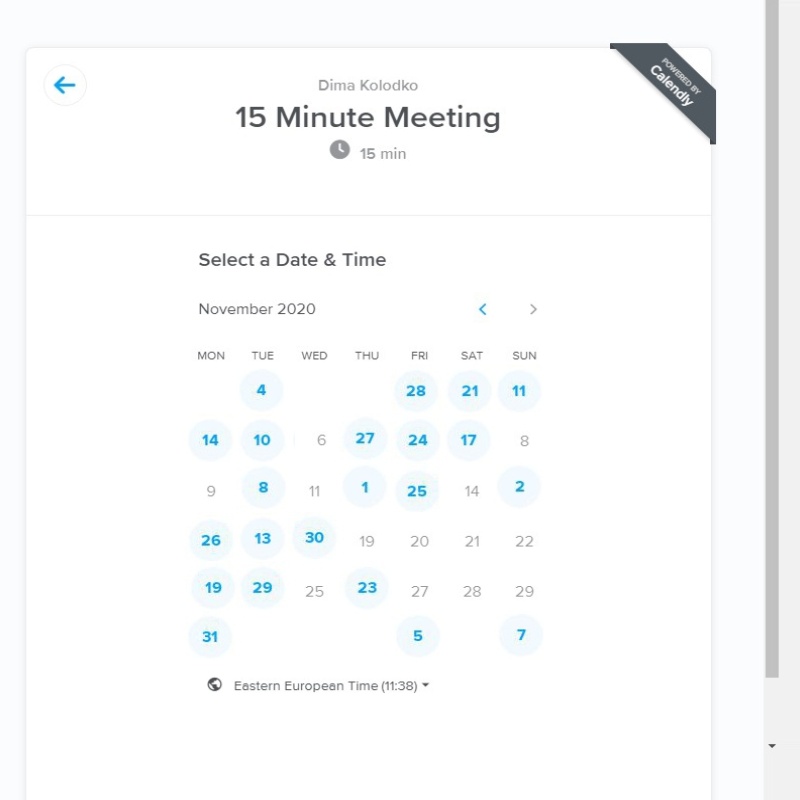 POWERED BY
Calendly
Dima Kolodko
15 Minute Meeting
15 min
Select a Date & Time
November 2020
MON TUE WED THU FRI SAT SUN
4 28 21 11
14 10 6 27 24 17 8
9 8 11 1 25 14 2
26 13 30 19 20 21 22
19 29 25 23 27 28 29
31 5 7
Eastern European Time (11:38)